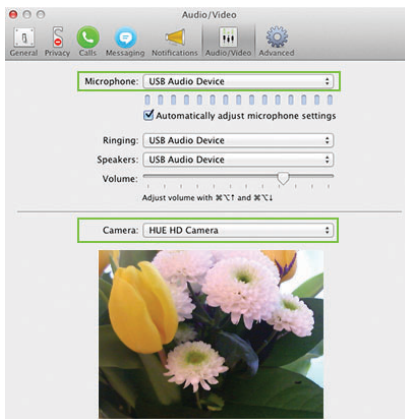 Audio/Video
General Privacy Calls Messaging Notifications Audio/Video Advanced
Microphone: USB Audio Device
Automatically adjust microphone settings
Ringing: USB Audio Device
Speakers: USB Audio Device
Volume:
Adjust volume with ⌘⌥↑ and ⌘⌥↓
Camera: HUE HD Camera